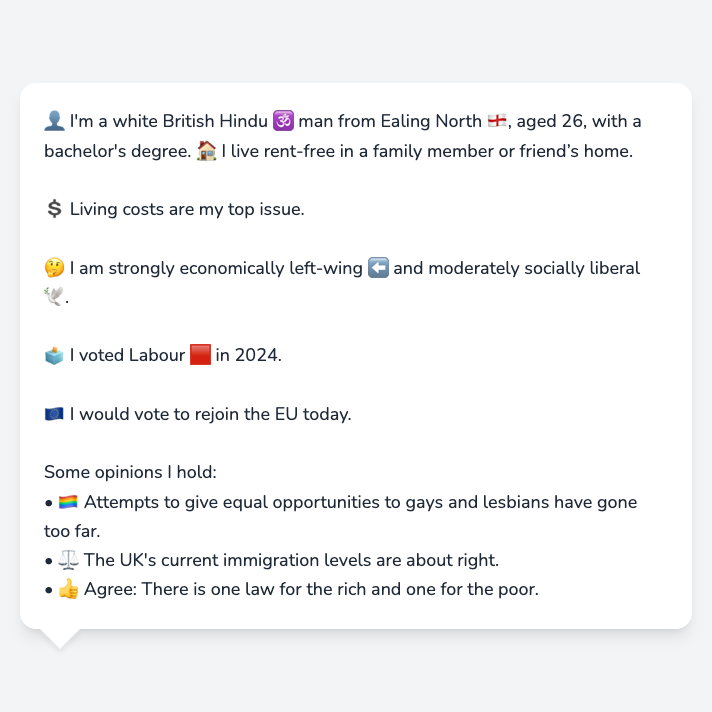 👤 I'm a white British Hindu 🕉️ man from Ealing North 🏴󠁧󠁢󠁥󠁮󠁧󠁿, aged 26, with a
bachelor's degree. 🏠 I live rent-free in a family member or friend’s home.
💲 Living costs are my top issue.
🤔 I am strongly economically left-wing ⬅️ and moderately socially liberal
🕊️.
🗳️ I voted Labour 🟥 in 2024.
🇪🇺 I would vote to rejoin the EU today.
Some opinions I hold:
• 🏳️‍🌈 Attempts to give equal opportunities to gays and lesbians have gone
too far.
• ⚖️ The UK's current immigration levels are about right.
• 👍 Agree: There is one law for the rich and one for the poor.